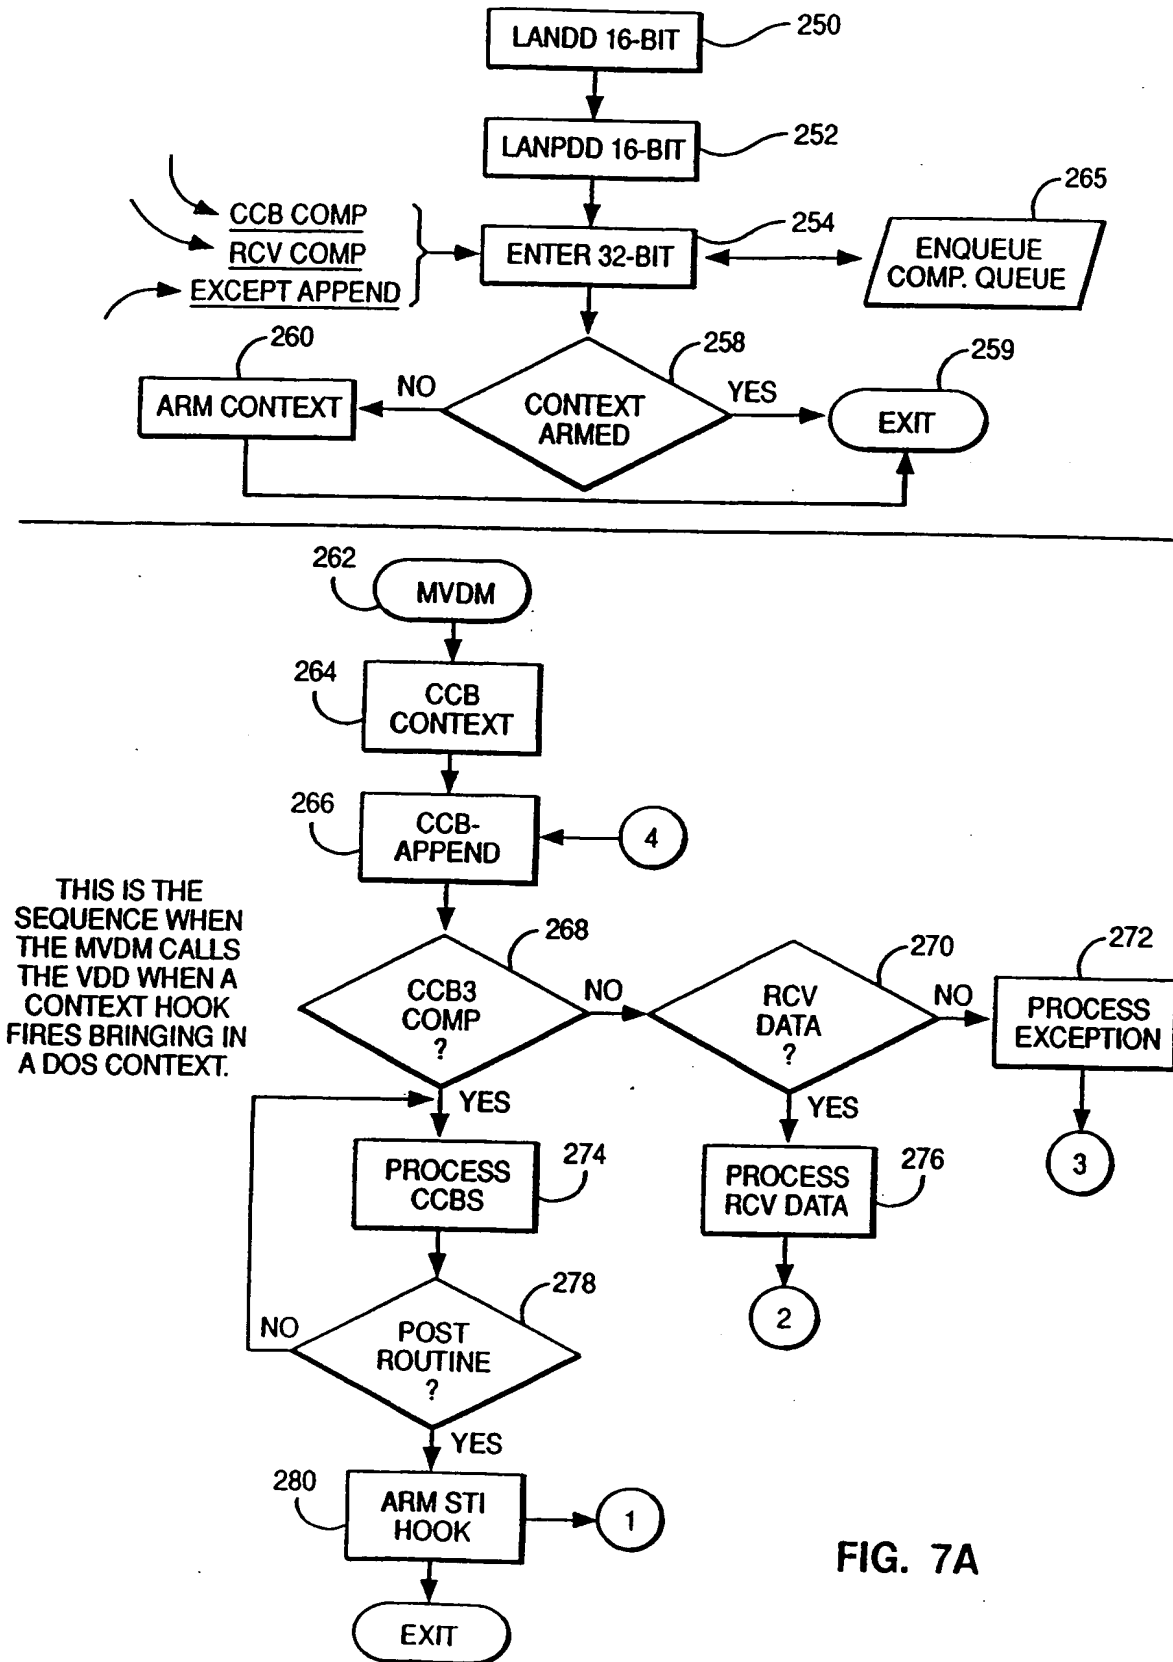 LANDD 16-BIT
250
LANPDD 16-BIT
252
CCB COMP
RCV COMP
EXCEPT APPEND
ENTER 32-BIT
254
265
ENQUEUE
COMP. QUEUE
260
ARM CONTEXT
NO
258
CONTEXT
ARMED
YES
259
EXIT
262
MVDM
264
CCB
CONTEXT
266
CCB-
APPEND
4
THIS IS THE
SEQUENCE WHEN
THE MVDM CALLS
THE VDD WHEN A
CONTEXT HOOK
FIRES BRINGING IN
A DOS CONTEXT.
268
CCB3
COMP
?
NO
270
RCV
DATA
?
NO
272
PROCESS
EXCEPTION
YES
YES
3
PROCESS
CCBS
274
PROCESS
RCV DATA
276
2
278
NO
POST
ROUTINE
?
YES
280
ARM STI
HOOK
1
EXIT
FIG. 7A